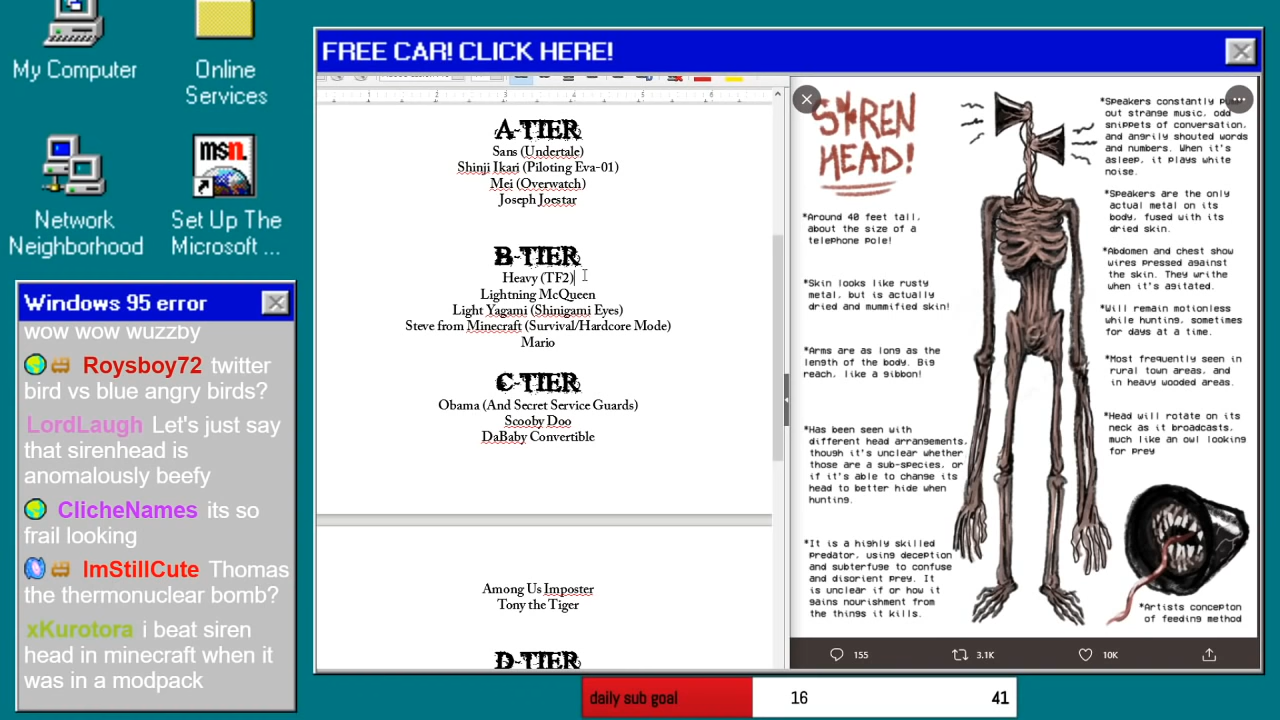 My Computer
Online
Services
Network
Neighborhood
msn.
Set Up The
Microsoft ...
Windows 95 error
wow wow wuzzby
Roysboy72 twitter
bird vs blue angry birds?
LordLaugh Let's just say
that sirenhead is
anomalously beefy
ClicheNames its so
frail looking
ImStillCute Thomas
the thermonuclear bomb?
xKurotora i beat siren
head in minecraft when it
was in a modpack
FREE CAR! CLICK HERE!
A-TIER
Sans (Undertale)
Shinji Ikari (Piloting Eva-01)
Mei (Overwatch)
Joseph Joestar
B-TIER
Heavy (TF2)
Lightning McQueen
Light Yagami (Shinigami Eyes)
Steve from Minecraft (Survival/Hardcore Mode)
Mario
C-TIER
Obama (And Secret Service Guards)
Scooby Doo
DaBaby Convertible
Among Us Imposter
Tony the Tiger
D-TIER
SIREN
HEAD!
*Around 40 feet tall,
about the size of a
telephone pole!
*Skin looks like rusty
metal, but is actually
dried and mummified skin!
*Arms are as long as the
length of the body. Big
reach, like a gibbon!
*Has been seen with
different head arrangements,
though it's unclear whether
those are a sub-species, or
if it's able to change its
head to better hide when
hunting.
*It is a highly skilled
predator, using deception
and subterfuge to confuse
and disorient prey. It
is unclear if or how it
gains nourishment from
the things it kills.
*Speakers constantly
out strange music, odd
snippets of conversation,
and angrily shouted words
and numbers. When it's
asleep, it plays white
noise.
*Speakers are the only
actual metal on its
body, fused with its
dried skin.
*Abdomen and chest show
wires pressed against
the skin. They writhe
when it's agitated.
*Will remain motionless
while hunting, sometimes
for days at a time.
*Most frequently seen in
rural town areas, and
in heavy wooded areas.
*Head will rotate on its
neck as it broadcasts,
much like an owl looking
for prey
*Artists concepton
of feeding method
155
3.1K
10K
daily sub goal
16
41